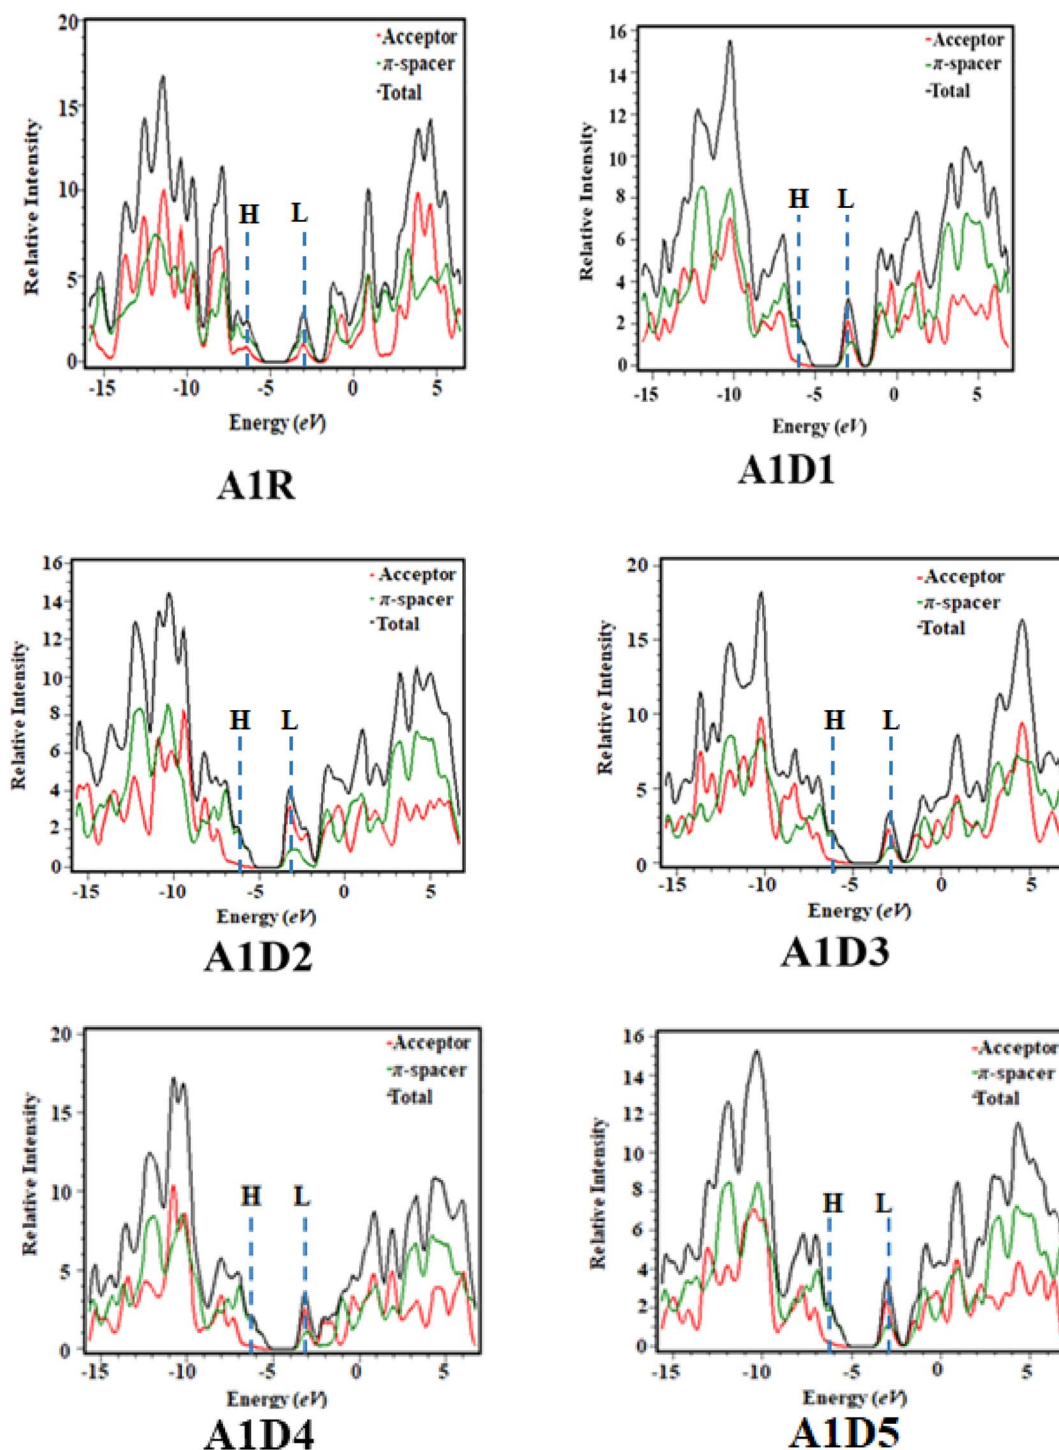 20
15
10
5
0
Relative Intensity
Acceptor
π-spacer
Total
H
L
-15
-10
-5
0
5
Energy (eV)
A1R
16
14
12
10
8
6
4
2
0
Relative Intensity
Acceptor
π-spacer
Total
H
L
-15
-10
-5
0
5
Energy (eV)
A1D1
16
14
12
10
8
6
4
2
0
Relative Intensity
Acceptor
π-spacer
Total
H
L
-15
-10
-5
0
5
Energy (eV)
A1D2
20
15
10
5
0
Relative Intensity
Acceptor
π-spacer
Total
H
L
-15
-10
-5
0
5
Energy (eV)
A1D3
20
15
10
5
0
Relative Intensity
Acceptor
π-spacer
Total
H
L
-15
-10
-5
0
5
Energy (eV)
A1D4
16
14
12
10
8
6
4
2
0
Relative Intensity
Acceptor
π-spacer
Total
H
L
-15
-10
-5
0
5
Energy (eV)
A1D5